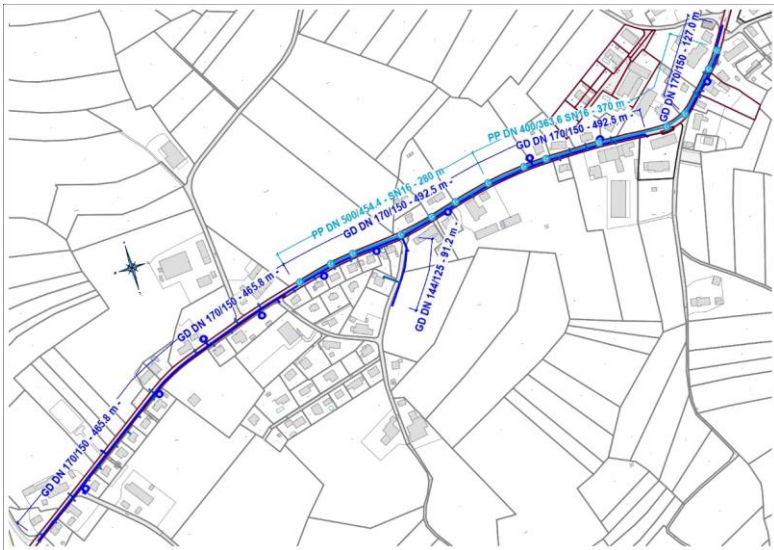 GD DN 170/150 - 127.0 m -
PP DN 400/363.6 SN16 - 370 m
GD DN 170/150 - 492.5 m -
PP DN 500/454.4 - SN16 - 280 m
GD DN 170/150 - 492.5 m -
GD DN 144/125 - 91.2 m -
GD DN 170/150 - 465.8 m -
GD DN 170/150 - 465.8 m -